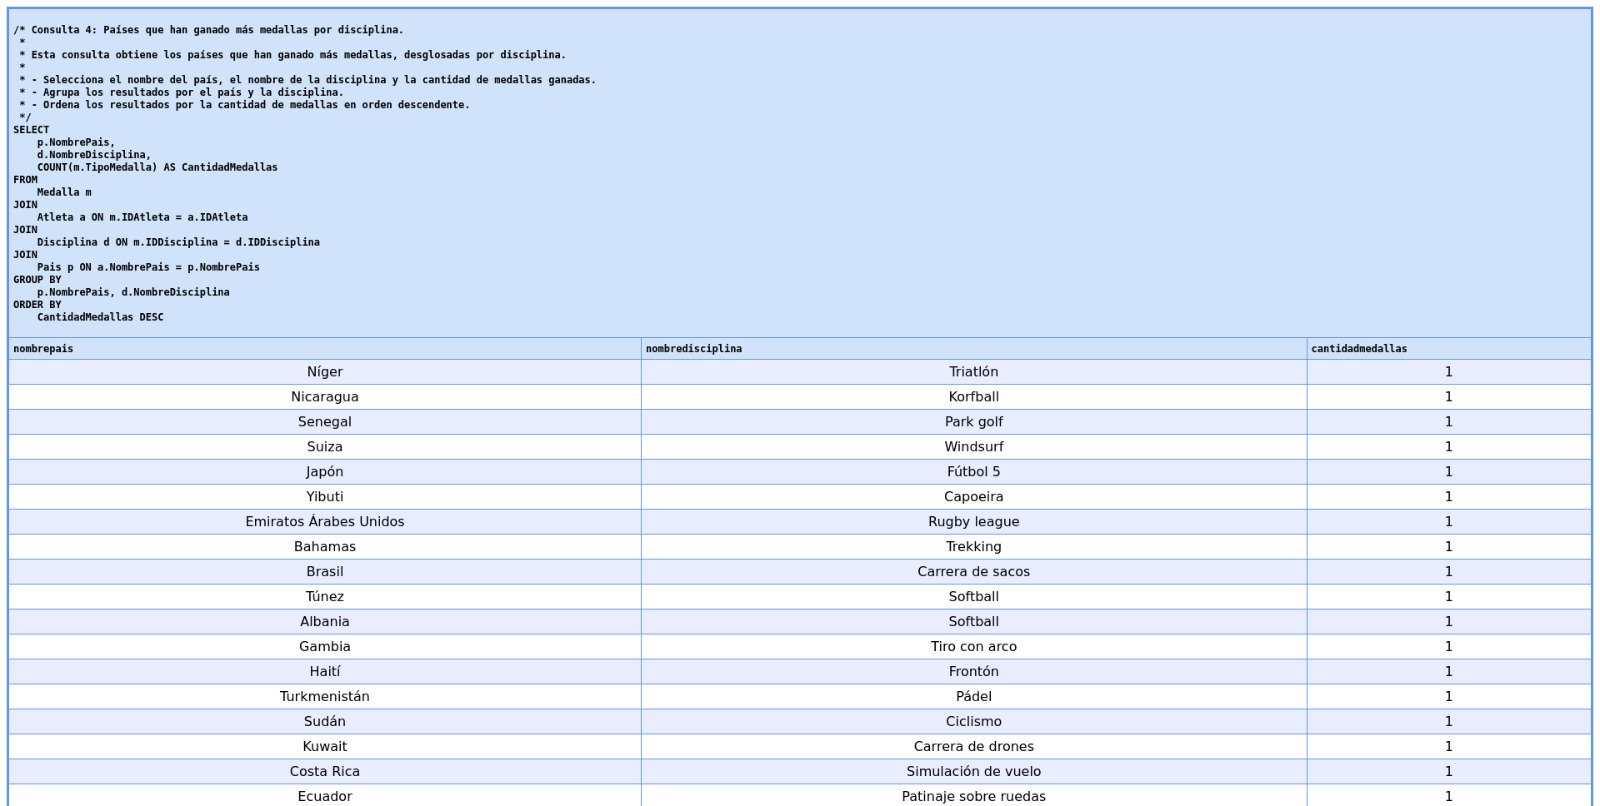 /* Consulta 4: Países que han ganado más medallas por disciplina.
 *
 * Esta consulta obtiene los países que han ganado más medallas, desglosadas por disciplina.
 *
 * - Selecciona el nombre del país, el nombre de la disciplina y la cantidad de medallas ganadas.
 * - Agrupa los resultados por el país y la disciplina.
 * - Ordena los resultados por la cantidad de medallas en orden descendente.
 */
SELECT
    p.NombrePais,
    d.NombreDisciplina,
    COUNT(m.TipoMedalla) AS CantidadMedallas
FROM
    Medalla m
JOIN
    Atleta a ON m.IDAtleta = a.IDAtleta
JOIN
    Disciplina d ON m.IDDisciplina = d.IDDisciplina
JOIN
    Pais p ON a.NombrePais = p.NombrePais
GROUP BY
    p.NombrePais, d.NombreDisciplina
ORDER BY
    CantidadMedallas DESC
nombrepais nombredisciplina cantidadmedallas
Níger Triatlón 1
Nicaragua Korfball 1
Senegal Park golf 1
Suiza Windsurf 1
Japón Fútbol 5 1
Yibuti Capoeira 1
Emiratos Árabes Unidos Rugby league 1
Bahamas Trekking 1
Brasil Carrera de sacos 1
Túnez Softball 1
Albania Softball 1
Gambia Tiro con arco 1
Haití Frontón 1
Turkmenistán Pádel 1
Sudán Ciclismo 1
Kuwait Carrera de drones 1
Costa Rica Simulación de vuelo 1
Ecuador Patinaje sobre ruedas 1